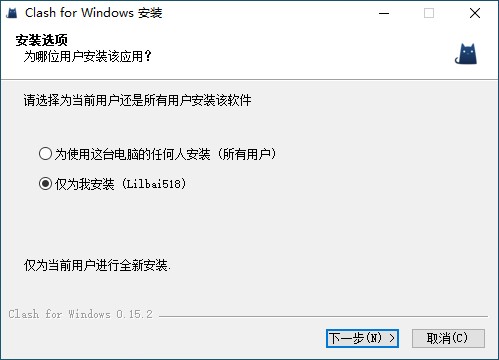 Clash for Windows 安装
安装选项
为哪位用户安装该应用？
请选择为当前用户还是所有用户安装该软件
为使用这台电脑的任何人安装（所有用户）
仅为我安装（Lilbai518）
仅为当前用户进行全新安装.
Clash for Windows 0.15.2
下一步(N) >
取消(C)